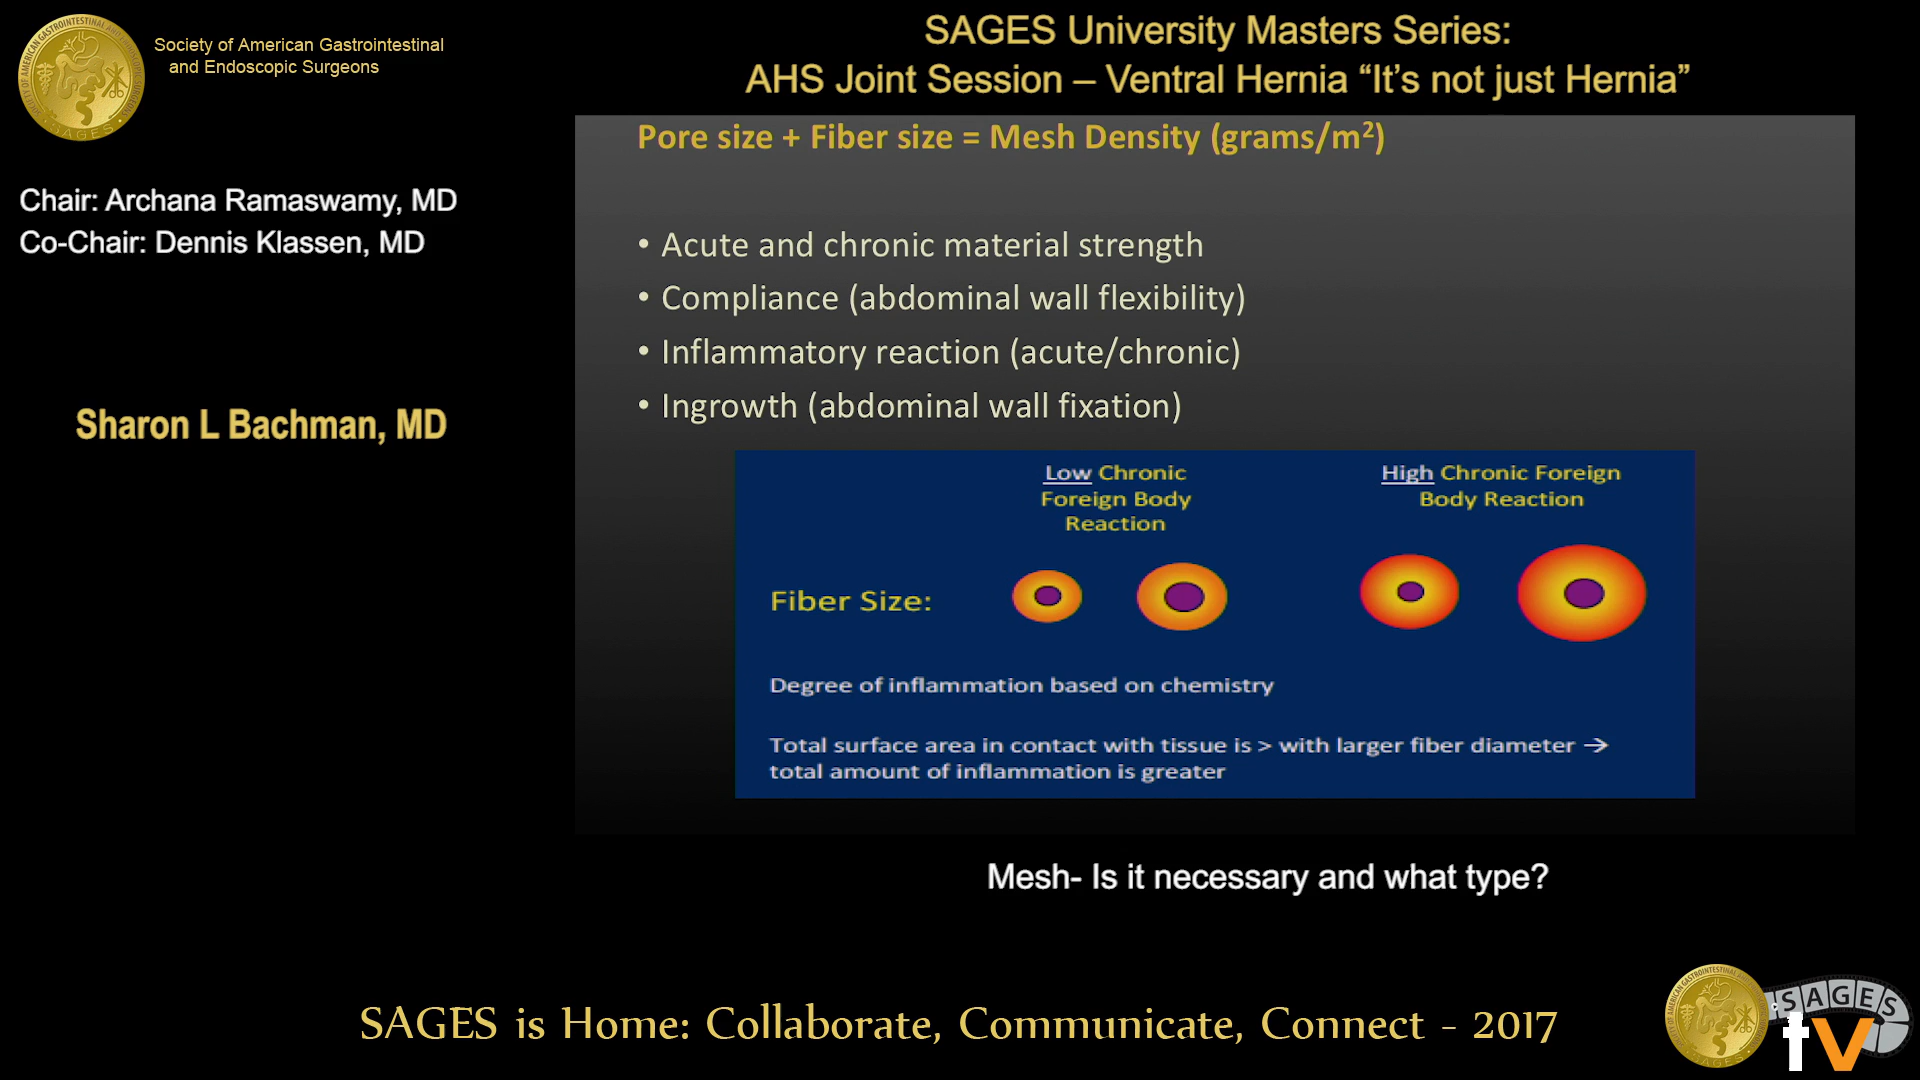 Society of American Gastrointestinal
and Endoscopic Surgeons
SAGES University Masters Series:
AHS Joint Session – Ventral Hernia “It’s not just Hernia”
Chair: Archana Ramaswamy, MD
Co-Chair: Dennis Klassen, MD
Sharon L Bachman, MD
Pore size + Fiber size = Mesh Density (grams/m²)
• Acute and chronic material strength
• Compliance (abdominal wall flexibility)
• Inflammatory reaction (acute/chronic)
• Ingrowth (abdominal wall fixation)
Low Chronic
Foreign Body
Reaction
High Chronic Foreign
Body Reaction
Fiber Size:
Degree of inflammation based on chemistry
Total surface area in contact with tissue is > with larger fiber diameter →
total amount of inflammation is greater
Mesh- Is it necessary and what type?
SAGES is Home: Collaborate, Communicate, Connect - 2017
SAGES
tv